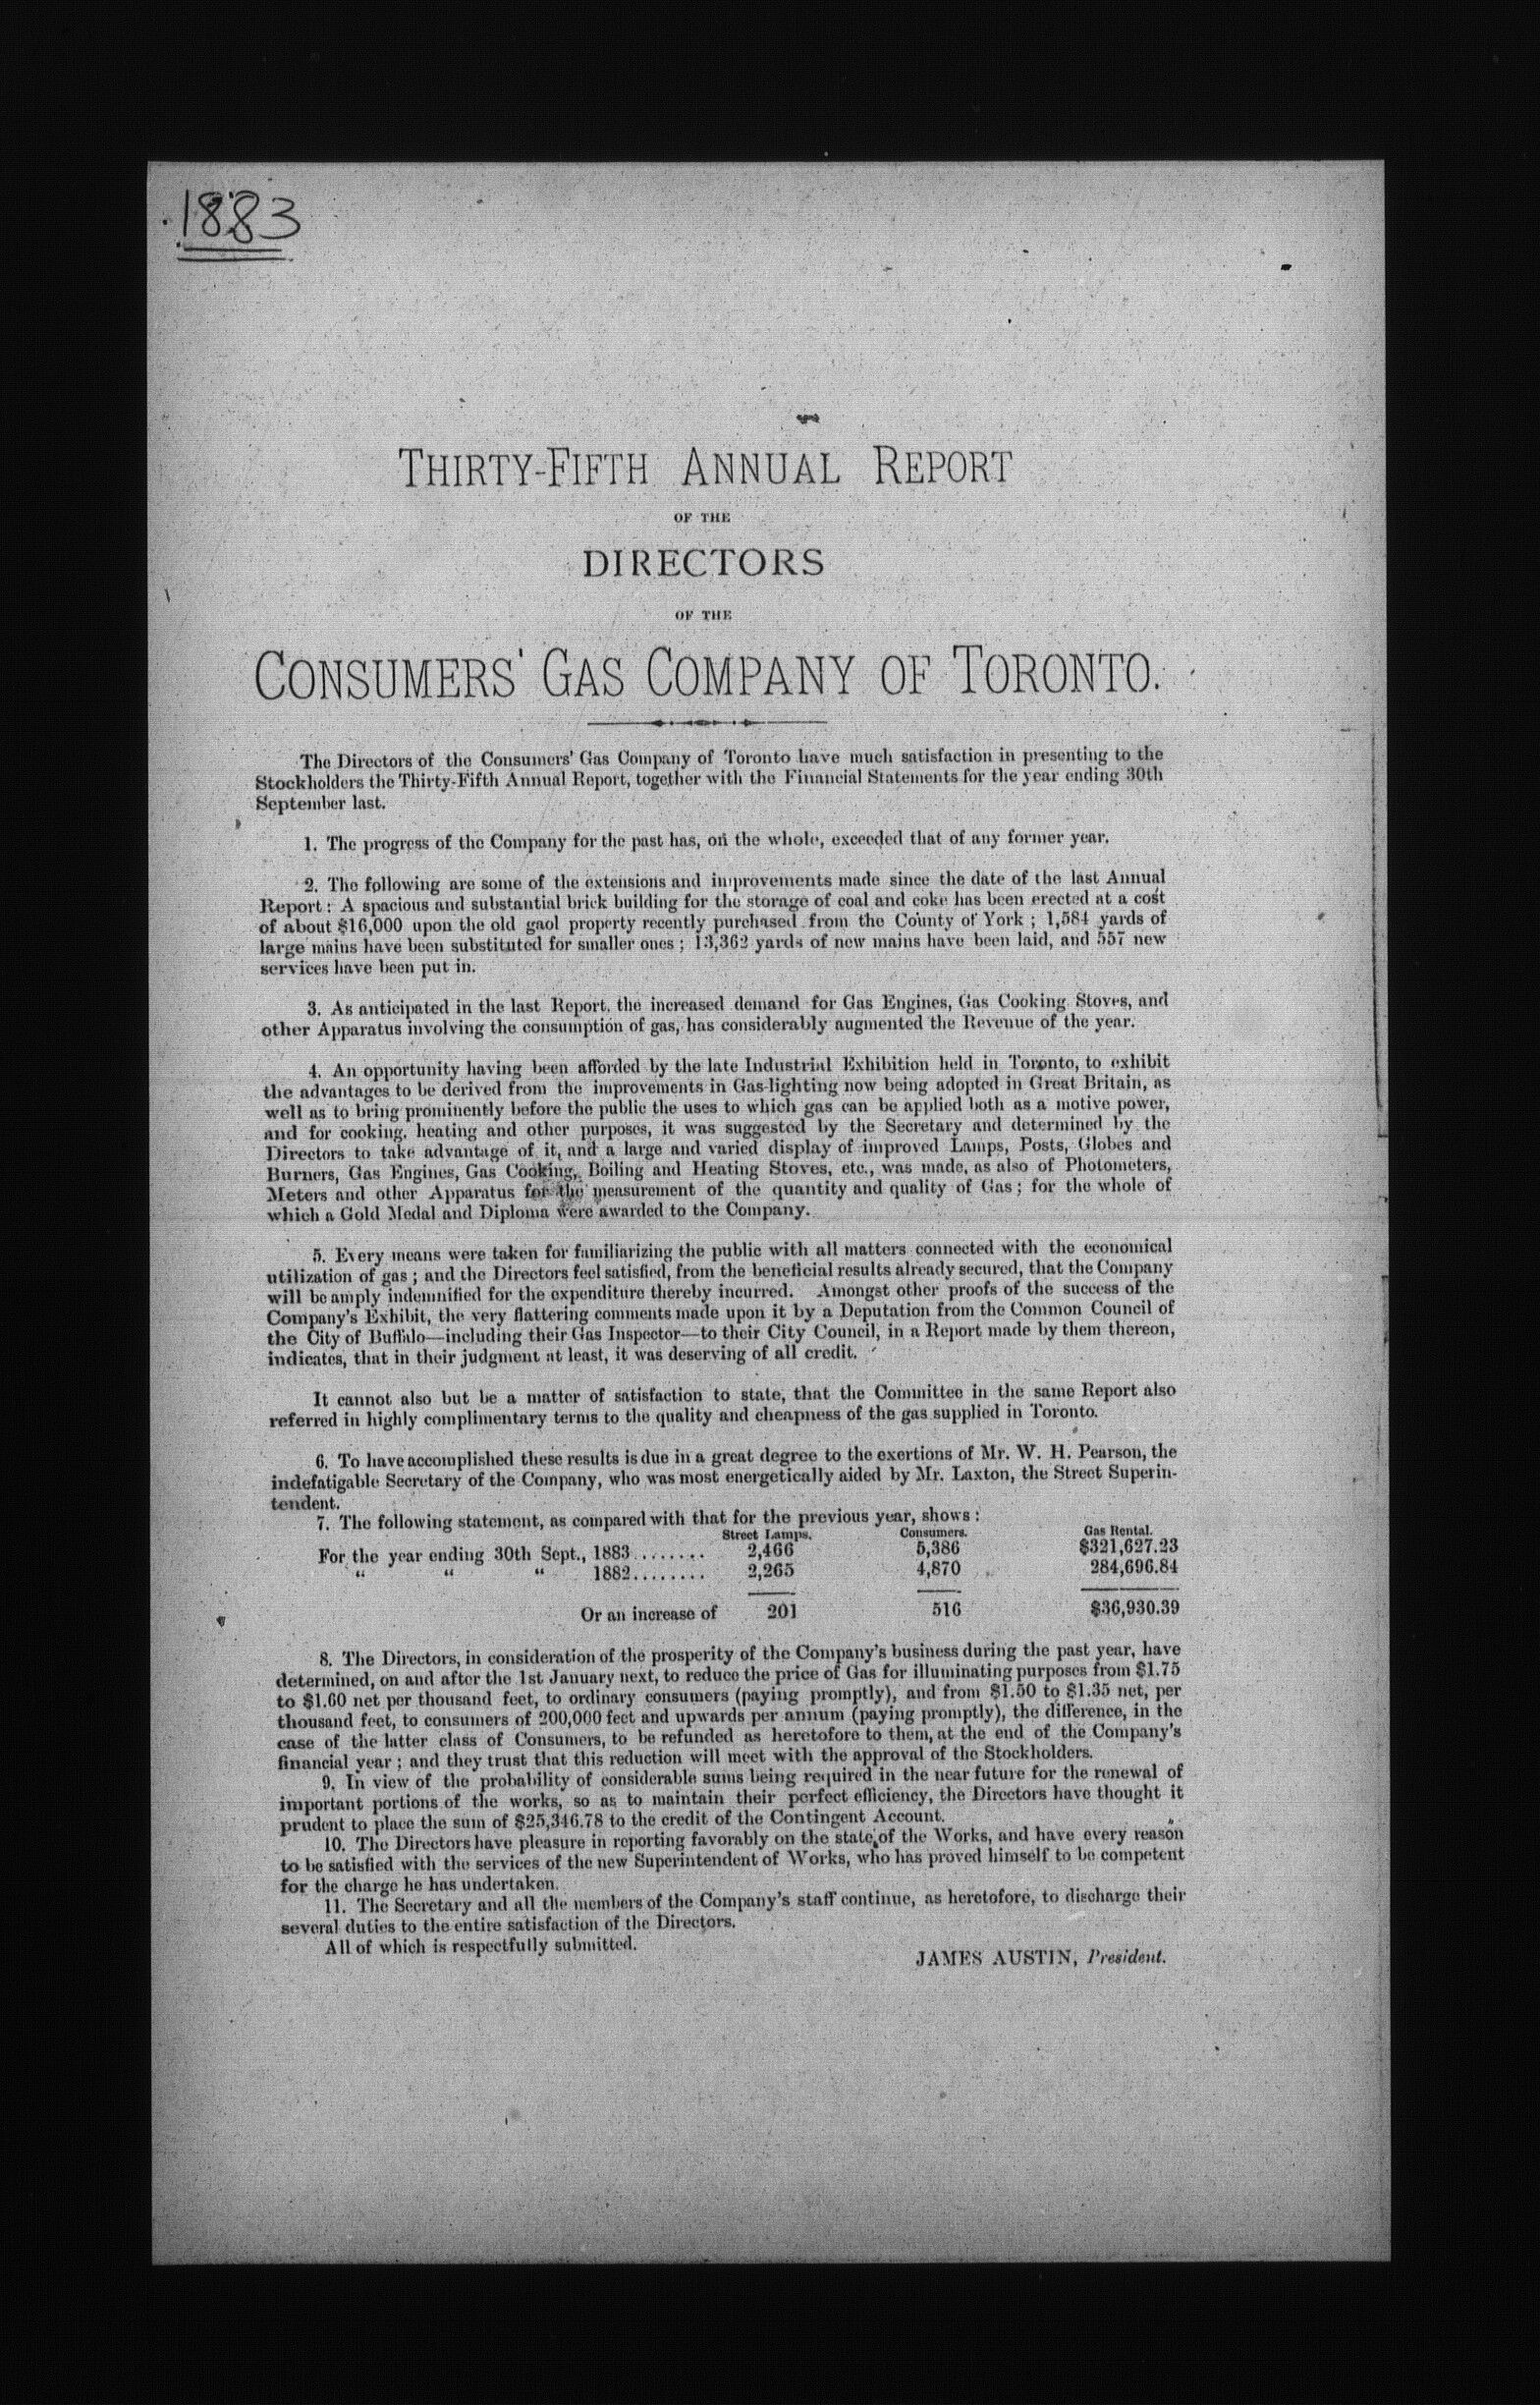 1883
THIRTY-FIFTH ANNUAL REPORT
OF THE
DIRECTORS
OF THE
CONSUMERS' GAS COMPANY OF TORONTO.
The Directors of the Consumers' Gas Company of Toronto have much satisfaction in presenting to the
Stockholders the Thirty-Fifth Annual Report, together with the Financial Statements for the year ending 30th
September last.
1. The progress of the Company for the past has, on the whole, exceeded that of any former year.
2. The following are some of the extensions and improvements made since the date of the last Annual
Report: A spacious and substantial brick building for the storage of coal and coke has been erected at a cost
of about $16,000 upon the old gaol property recently purchased from the County of York; 1,584 yards of
large mains have been substituted for smaller ones; 13,362 yards of new mains have been laid, and 557 new
services have been put in.
3. As anticipated in the last Report, the increased demand for Gas Engines, Gas Cooking Stoves, and
other Apparatus involving the consumption of gas, has considerably augmented the Revenue of the year.
4. An opportunity having been afforded by the late Industrial Exhibition held in Toronto, to exhibit
the advantages to be derived from the improvements in Gas-lighting now being adopted in Great Britain, as
well as to bring prominently before the public the uses to which gas can be applied both as a motive power,
and for cooking, heating and other purposes, it was suggested by the Secretary and determined by the
Directors to take advantage of it, and a large and varied display of improved Lamps, Posts, Globes and
Burners, Gas Engines, Gas Cooking, Boiling and Heating Stoves, etc., was made, as also of Photometers,
Meters and other Apparatus for the measurement of the quantity and quality of Gas; for the whole of
which a Gold Medal and Diploma were awarded to the Company.
5. Every means were taken for familiarizing the public with all matters connected with the economical
utilization of gas; and the Directors feel satisfied, from the beneficial results already secured, that the Company
will be amply indemnified for the expenditure thereby incurred. Amongst other proofs of the success of the
Company's Exhibit, the very flattering comments made upon it by a Deputation from the Common Council of
the City of Buffalo—including their Gas Inspector—to their City Council, in a Report made by them thereon,
indicates, that in their judgment at least, it was deserving of all credit.
It cannot also but be a matter of satisfaction to state, that the Committee in the same Report also
referred in highly complimentary terms to the quality and cheapness of the gas supplied in Toronto.
6. To have accomplished these results is due in a great degree to the exertions of Mr. W. H. Pearson, the
indefatigable Secretary of the Company, who was most energetically aided by Mr. Laxton, the Street Superin-
tendent.
7. The following statement, as compared with that for the previous year, shows:
Street Lamps. Consumers. Gas Rental.
For the year ending 30th Sept., 1883........ 2,466 5,386 $321,627.23
" " " 1882........ 2,265 4,870 284,696.84
Or an increase of 201 516 $36,930.39
8. The Directors, in consideration of the prosperity of the Company's business during the past year, have
determined, on and after the 1st January next, to reduce the price of Gas for illuminating purposes from $1.75
to $1.60 net per thousand feet, to ordinary consumers (paying promptly), and from $1.50 to $1.35 net, per
thousand feet, to consumers of 200,000 feet and upwards per annum (paying promptly), the difference, in the
case of the latter class of Consumers, to be refunded as heretofore to them, at the end of the Company's
financial year; and they trust that this reduction will meet with the approval of the Stockholders.
9. In view of the probability of considerable sums being required in the near future for the renewal of
important portions of the works, so as to maintain their perfect efficiency, the Directors have thought it
prudent to place the sum of $25,346.78 to the credit of the Contingent Account.
10. The Directors have pleasure in reporting favorably on the state of the Works, and have every reason
to be satisfied with the services of the new Superintendent of Works, who has proved himself to be competent
for the charge he has undertaken.
11. The Secretary and all the members of the Company's staff continue, as heretofore, to discharge their
several duties to the entire satisfaction of the Directors.
All of which is respectfully submitted.
JAMES AUSTIN, President.